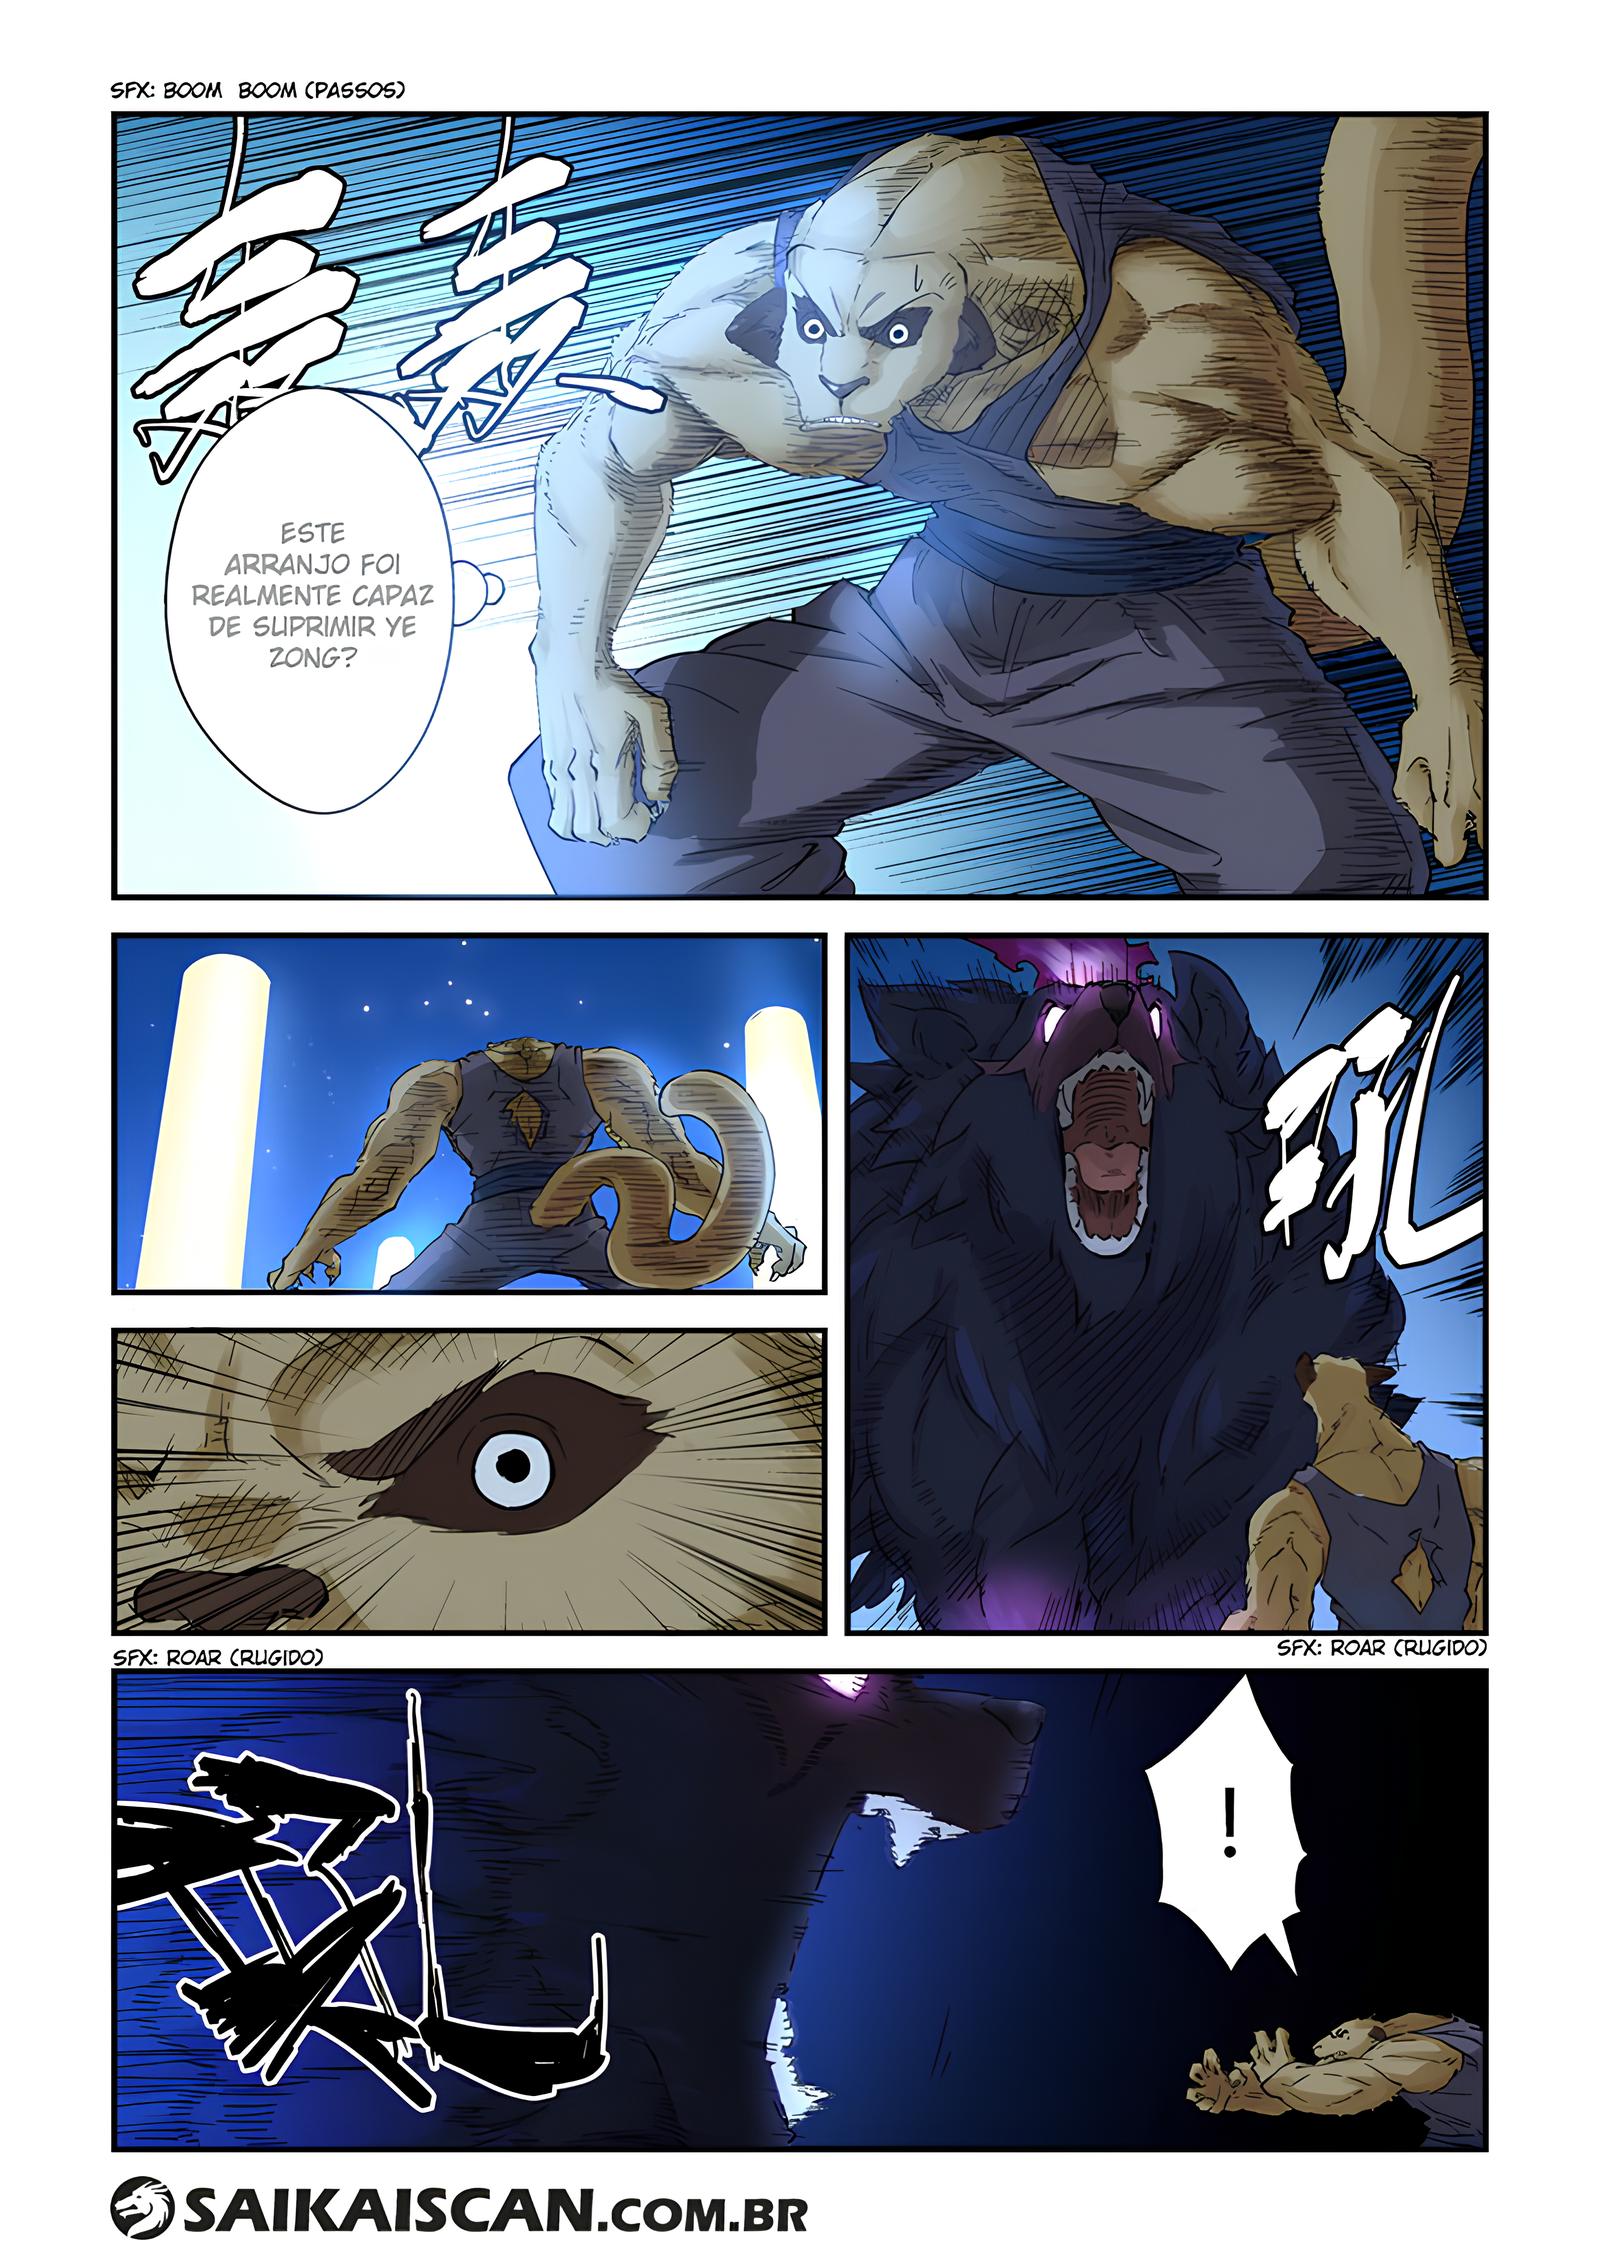 SFX: BOOM  BOOM (PASSOS)
ESTE
ARRANJO FOI
REALMENTE CAPAZ
DE SUPRIMIR YE
ZONG?
SFX: ROAR (RUGIDO)
SFX: ROAR (RUGIDO)
!
SAIKAISCAN.COM.BR